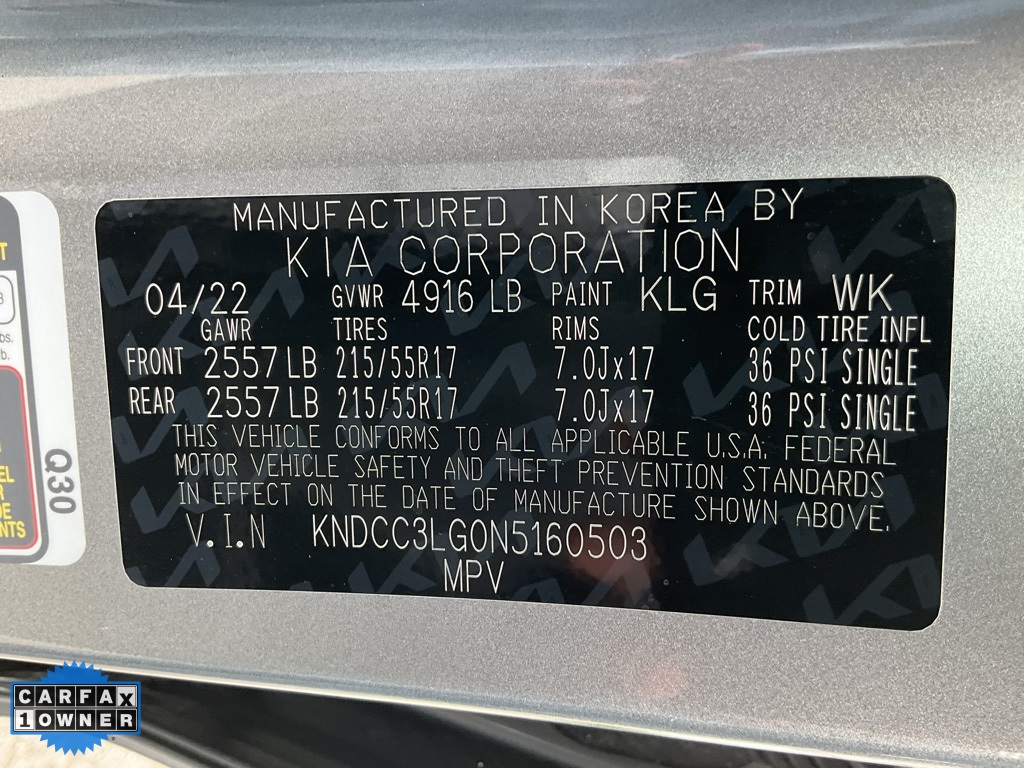 MANUFACTURED IN KOREA BY
KIA CORPORATION
04/22 GVWR 4916 LB PAINT KLG TRIM WK
GAWR TIRES RIMS COLD TIRE INFL
FRONT 2557 LB 215/55R17 7.0Jx17 36 PSI SINGLE
REAR 2557 LB 215/55R17 7.0Jx17 36 PSI SINGLE
THIS VEHICLE CONFORMS TO ALL APPLICABLE U.S.A. FEDERAL
MOTOR VEHICLE SAFETY AND THEFT PREVENTION STANDARDS
IN EFFECT ON THE DATE OF MANUFACTURE SHOWN ABOVE.
V.I.N KNDCC3LG0N5160503
MPV
Q30
CARFAX
1 OWNER